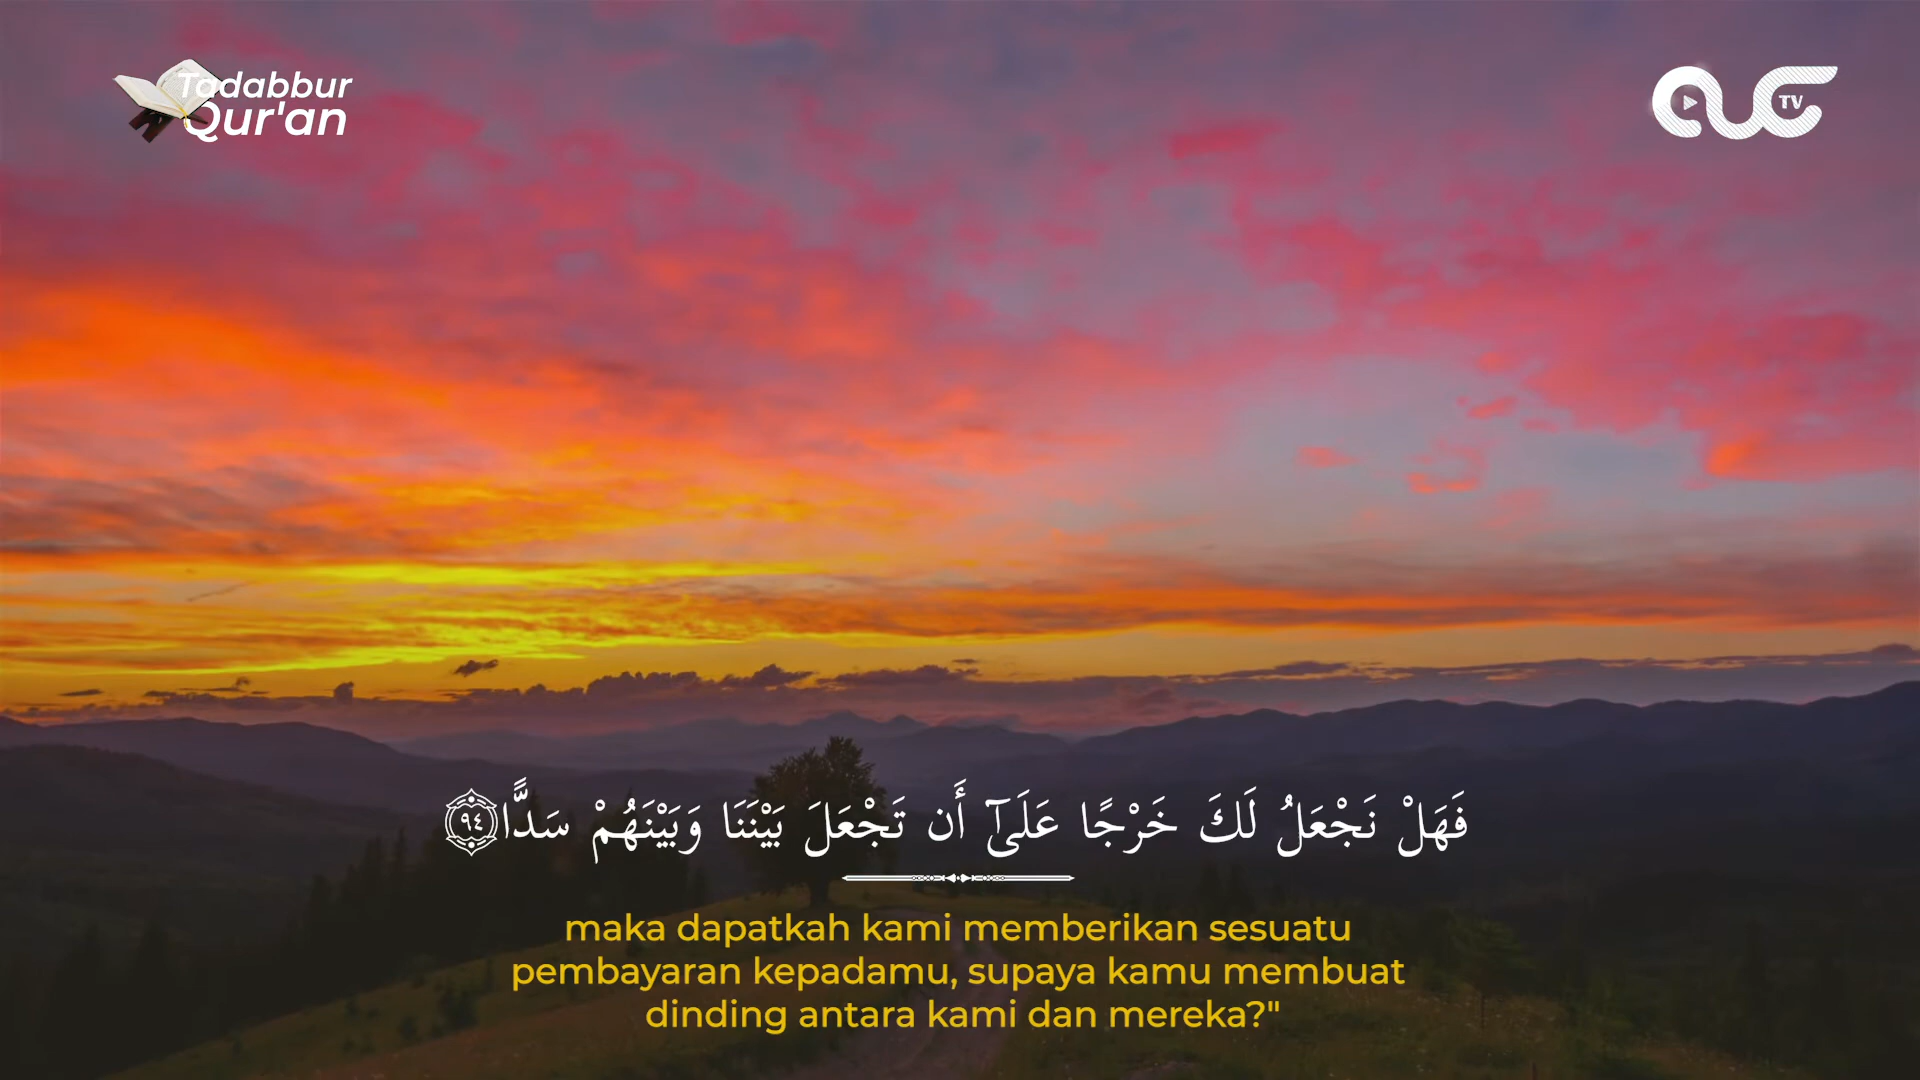 Tadabbur
Qur'an
TV
فَهَلْ نَجْعَلُ لَكَ خَرْجًا عَلَىٰٓ أَن تَجْعَلَ بَيْنَنَا وَبَيْنَهُمْ سَدًّا ٩٤
maka dapatkah kami memberikan sesuatu
pembayaran kepadamu, supaya kamu membuat
dinding antara kami dan mereka?"